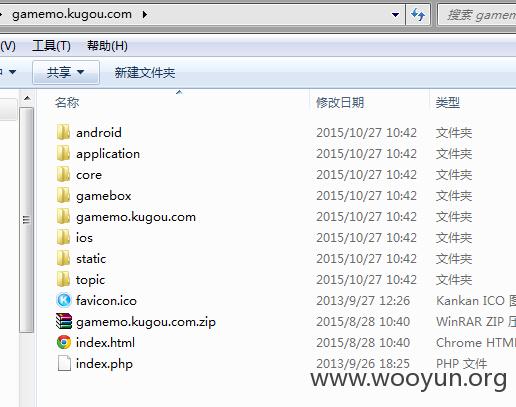 gamemo.kugou.com
搜索 gamem
(V) 工具(T) 帮助(H)
共享 新建文件夹
名称 修改日期 类型
android 2015/10/27 10:42 文件夹
application 2015/10/27 10:42 文件夹
core 2015/10/27 10:42 文件夹
gamebox 2015/10/27 10:42 文件夹
gamemo.kugou.com 2015/10/27 10:42 文件夹
ios 2015/10/27 10:42 文件夹
static 2015/10/27 10:42 文件夹
topic 2015/10/27 10:42 文件夹
favicon.ico 2013/9/27 12:26 Kankan ICO 图
gamemo.kugou.com.zip 2015/8/28 10:40 WinRAR ZIP 压
index.html 2015/8/28 10:40 Chrome HTM
index.php 2013/9/26 18:25 PHP 文件
www.wooyun.org